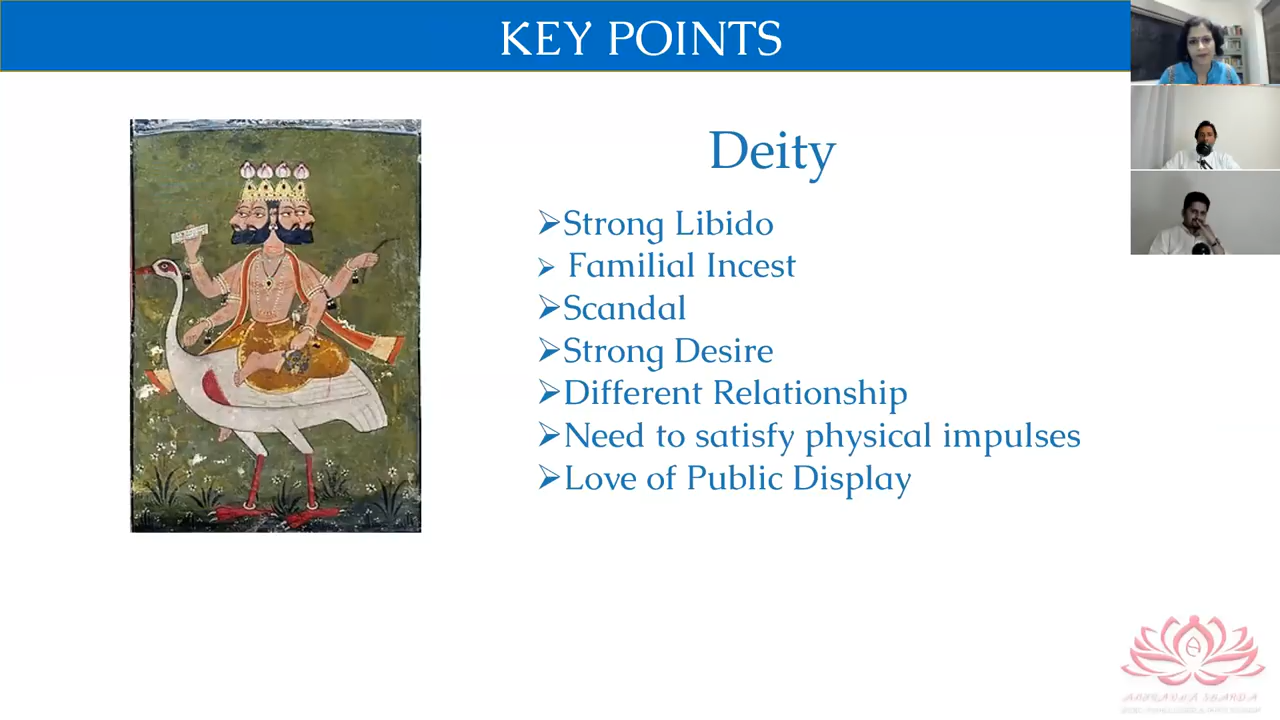 KEY POINTS
Deity
➢Strong Libido
➢ Familial Incest
➢Scandal
➢Strong Desire
➢Different Relationship
➢Need to satisfy physical impulses
➢Love of Public Display